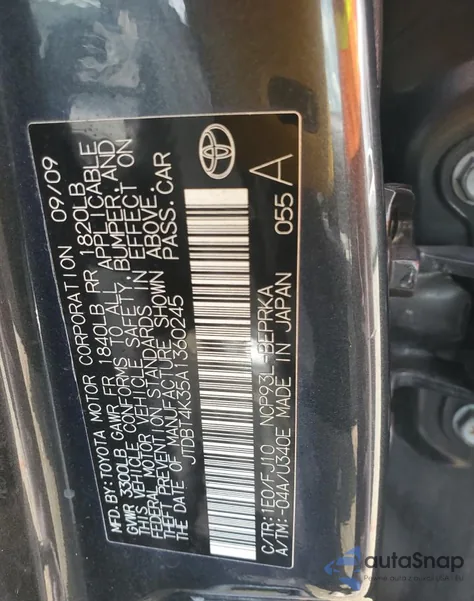 MFD. BY: TOYOTA MOTOR CORPORATION 09/09
GVWR 3300LB GAWR FR 1840LB RR 1820LB
THIS VEHICLE CONFORMS TO ALL APPLICABLE
FEDERAL MOTOR VEHICLE SAFETY, BUMPER, AND
THEFT PREVENTION STANDARDS IN EFFECT ON
THE DATE OF MANUFACTURE SHOWN ABOVE.
JTDBT4K35A1360245 PASS. CAR
C/TR: 1E0/FJ10 NCP93L-BEPRKA 055
A/TM: -04A/U340E MADE IN JAPAN A
autaSnap